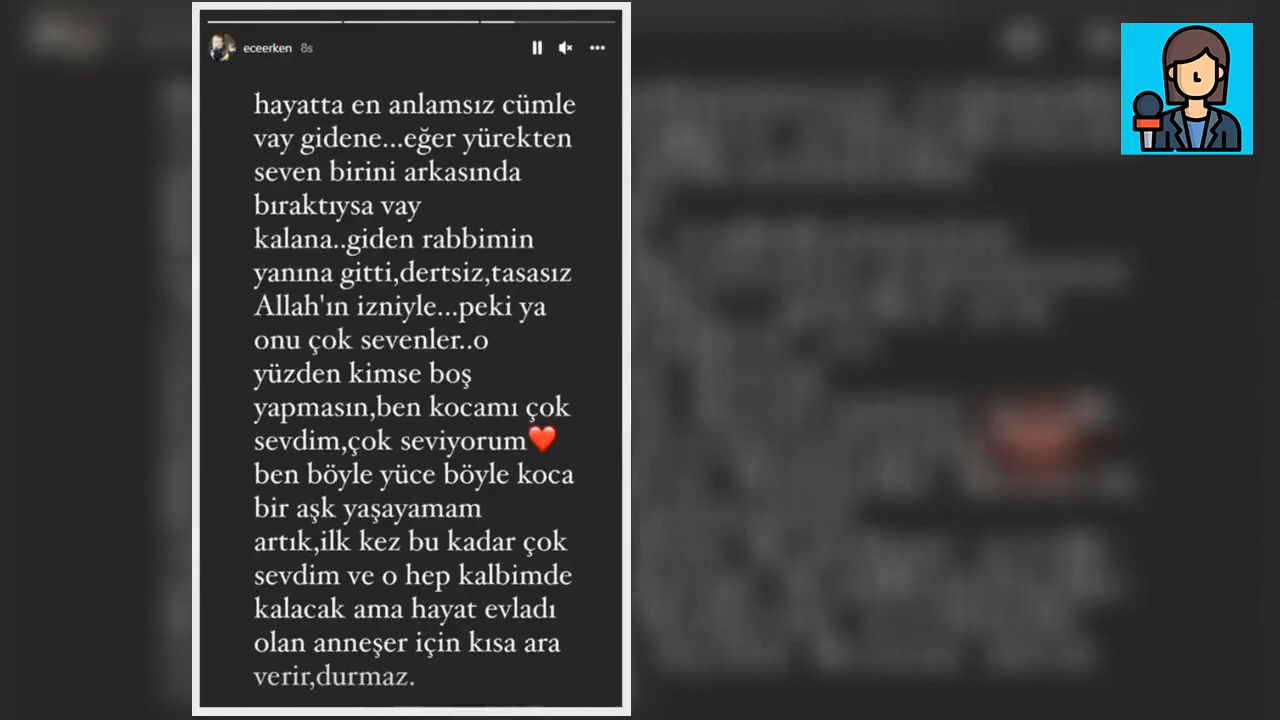 eceerken 8s
hayatta en anlamsız cümle
vay gidene...eğer yürekten
seven birini arkasında
bıraktıysa vay
kalana..giden rabbimin
yanına gitti,dertsiz,tasasız
Allah'ın izniyle...peki ya
onu çok sevenler..o
yüzden kimse boş
yapmasın,ben kocamı çok
sevdim,çok seviyorum❤️
ben böyle yüce böyle koca
bir aşk yaşayamam
artık,ilk kez bu kadar çok
sevdim ve o hep kalbimde
kalacak ama hayat evladı
olan anneşer için kısa ara
verir,durmaz.